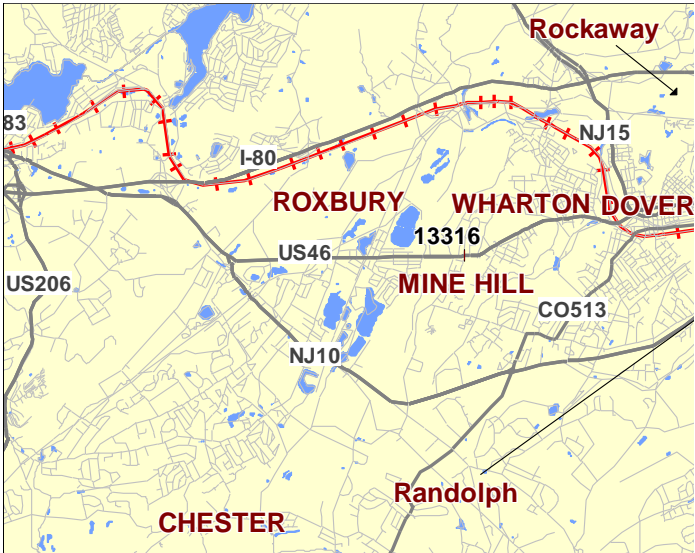 Rockaway
83
NJ15
I-80
ROXBURY
WHARTON
DOVER
13316
US46
MINE HILL
US206
CO513
NJ10
Randolph
CHESTER